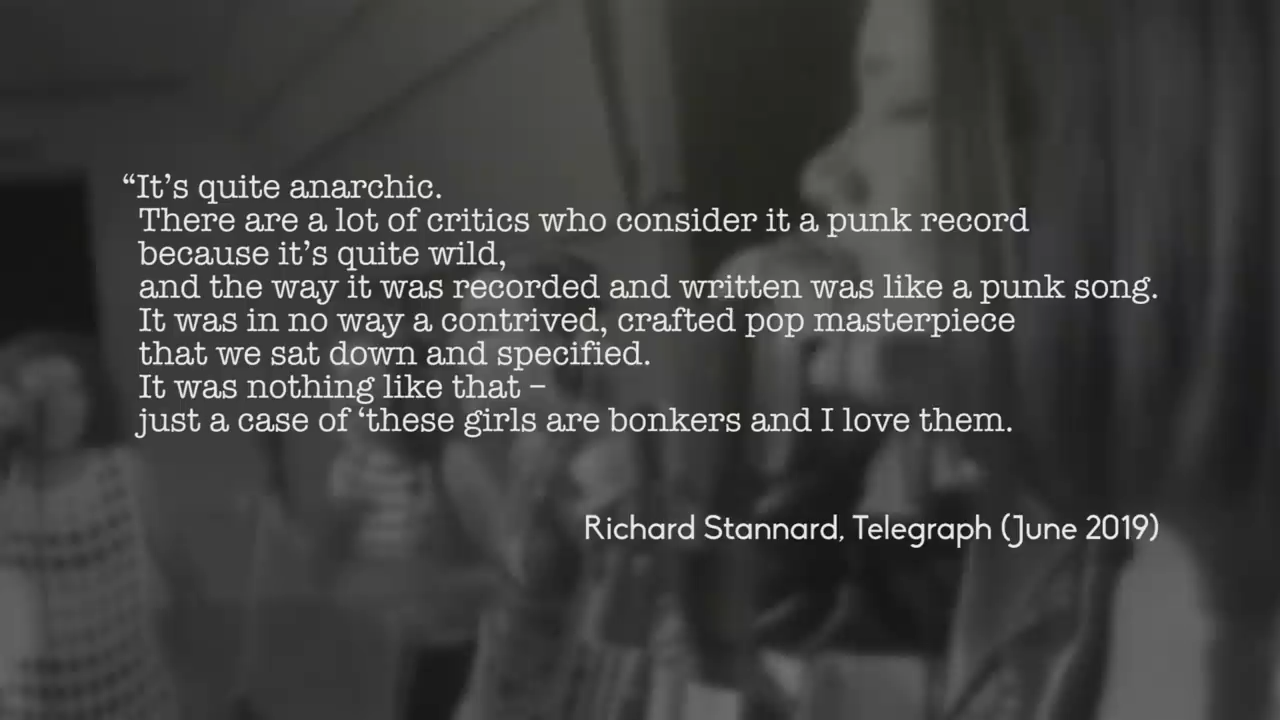 “It’s quite anarchic.
There are a lot of critics who consider it a punk record
because it’s quite wild,
and the way it was recorded and written was like a punk song.
It was in no way a contrived, crafted pop masterpiece
that we sat down and specified.
It was nothing like that –
just a case of ‘these girls are bonkers and I love them.
Richard Stannard, Telegraph (June 2019)